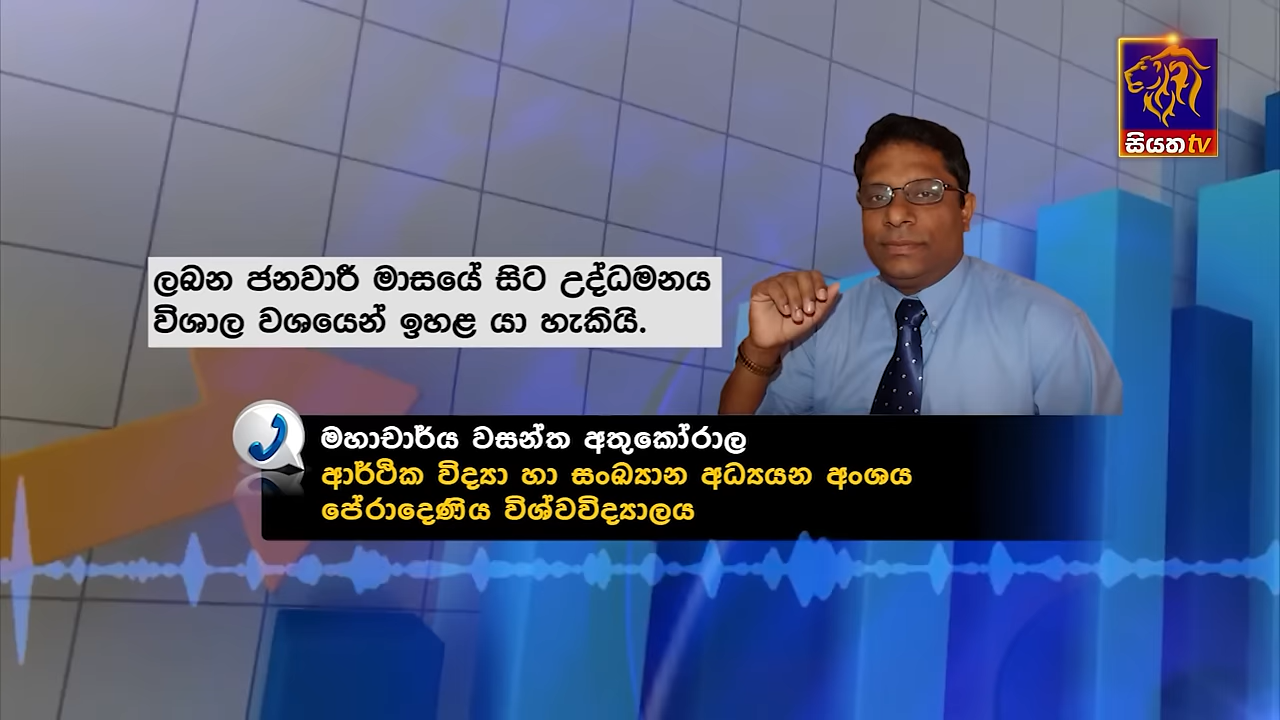 සියත tv
ලබන ජනවාරි මාසයේ සිට උද්ධමනය
විශාල වශයෙන් ඉහළ යා හැකියි.
මහාචාර්ය වසන්ත අතුකෝරාල
ආර්ථික විද්‍යා හා සංඛ්‍යාන අධ්‍යයන අංශය
පේරාදෙණිය විශ්වවිද්‍යාලය